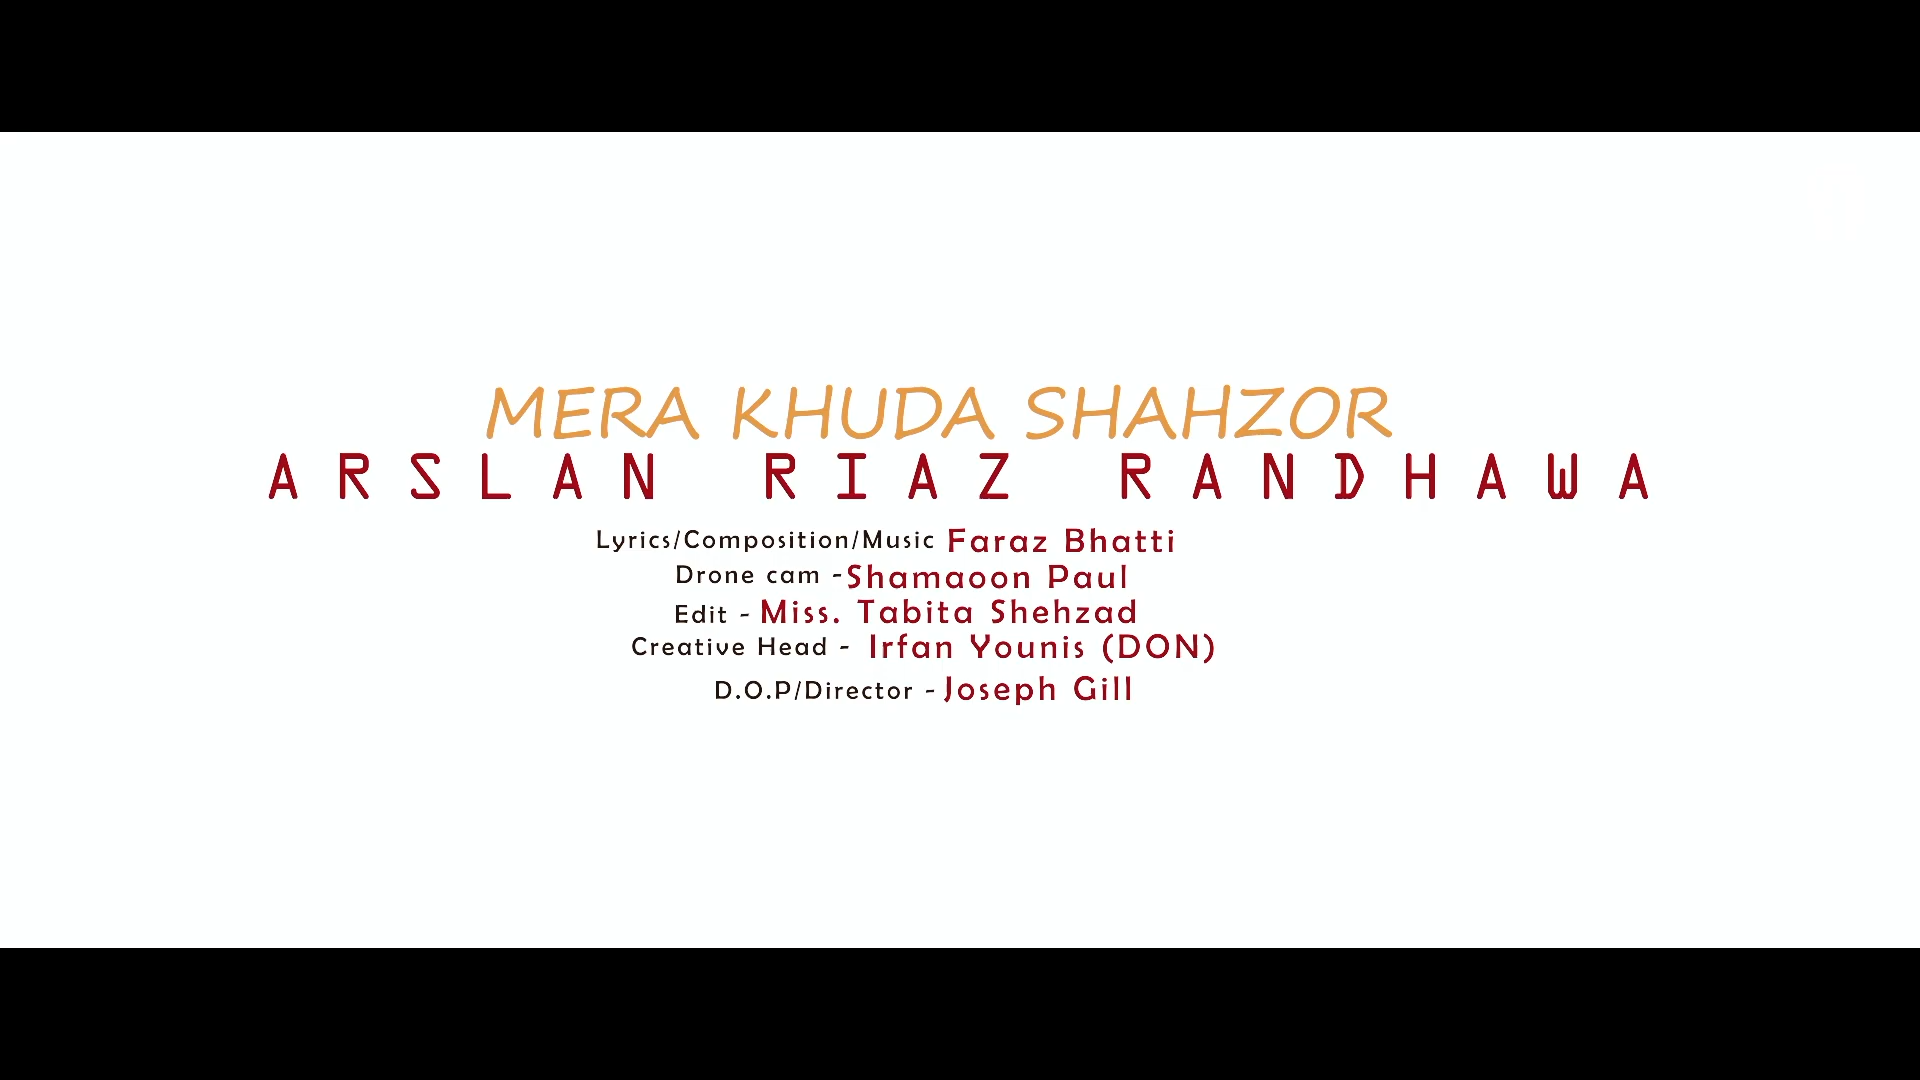 MERA KHUDA SHAHZOR
ARSLAN RIAZ RANDHAWA
Lyrics/Composition/Music Faraz Bhatti
Drone cam -Shamaoon Paul
Edit - Miss. Tabita Shehzad
Creative Head - Irfan Younis (DON)
D.O.P/Director - Joseph Gill